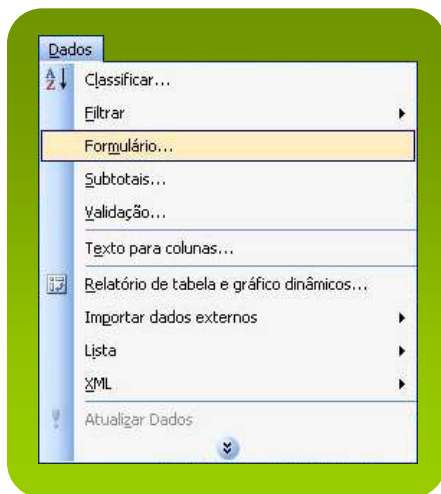 Dados
Classificar...
Filtrar
Formulário...
Subtotais...
Validação...
Texto para colunas...
Relatório de tabela e gráfico dinâmicos...
Importar dados externos
Lista
XML
Atualizar Dados